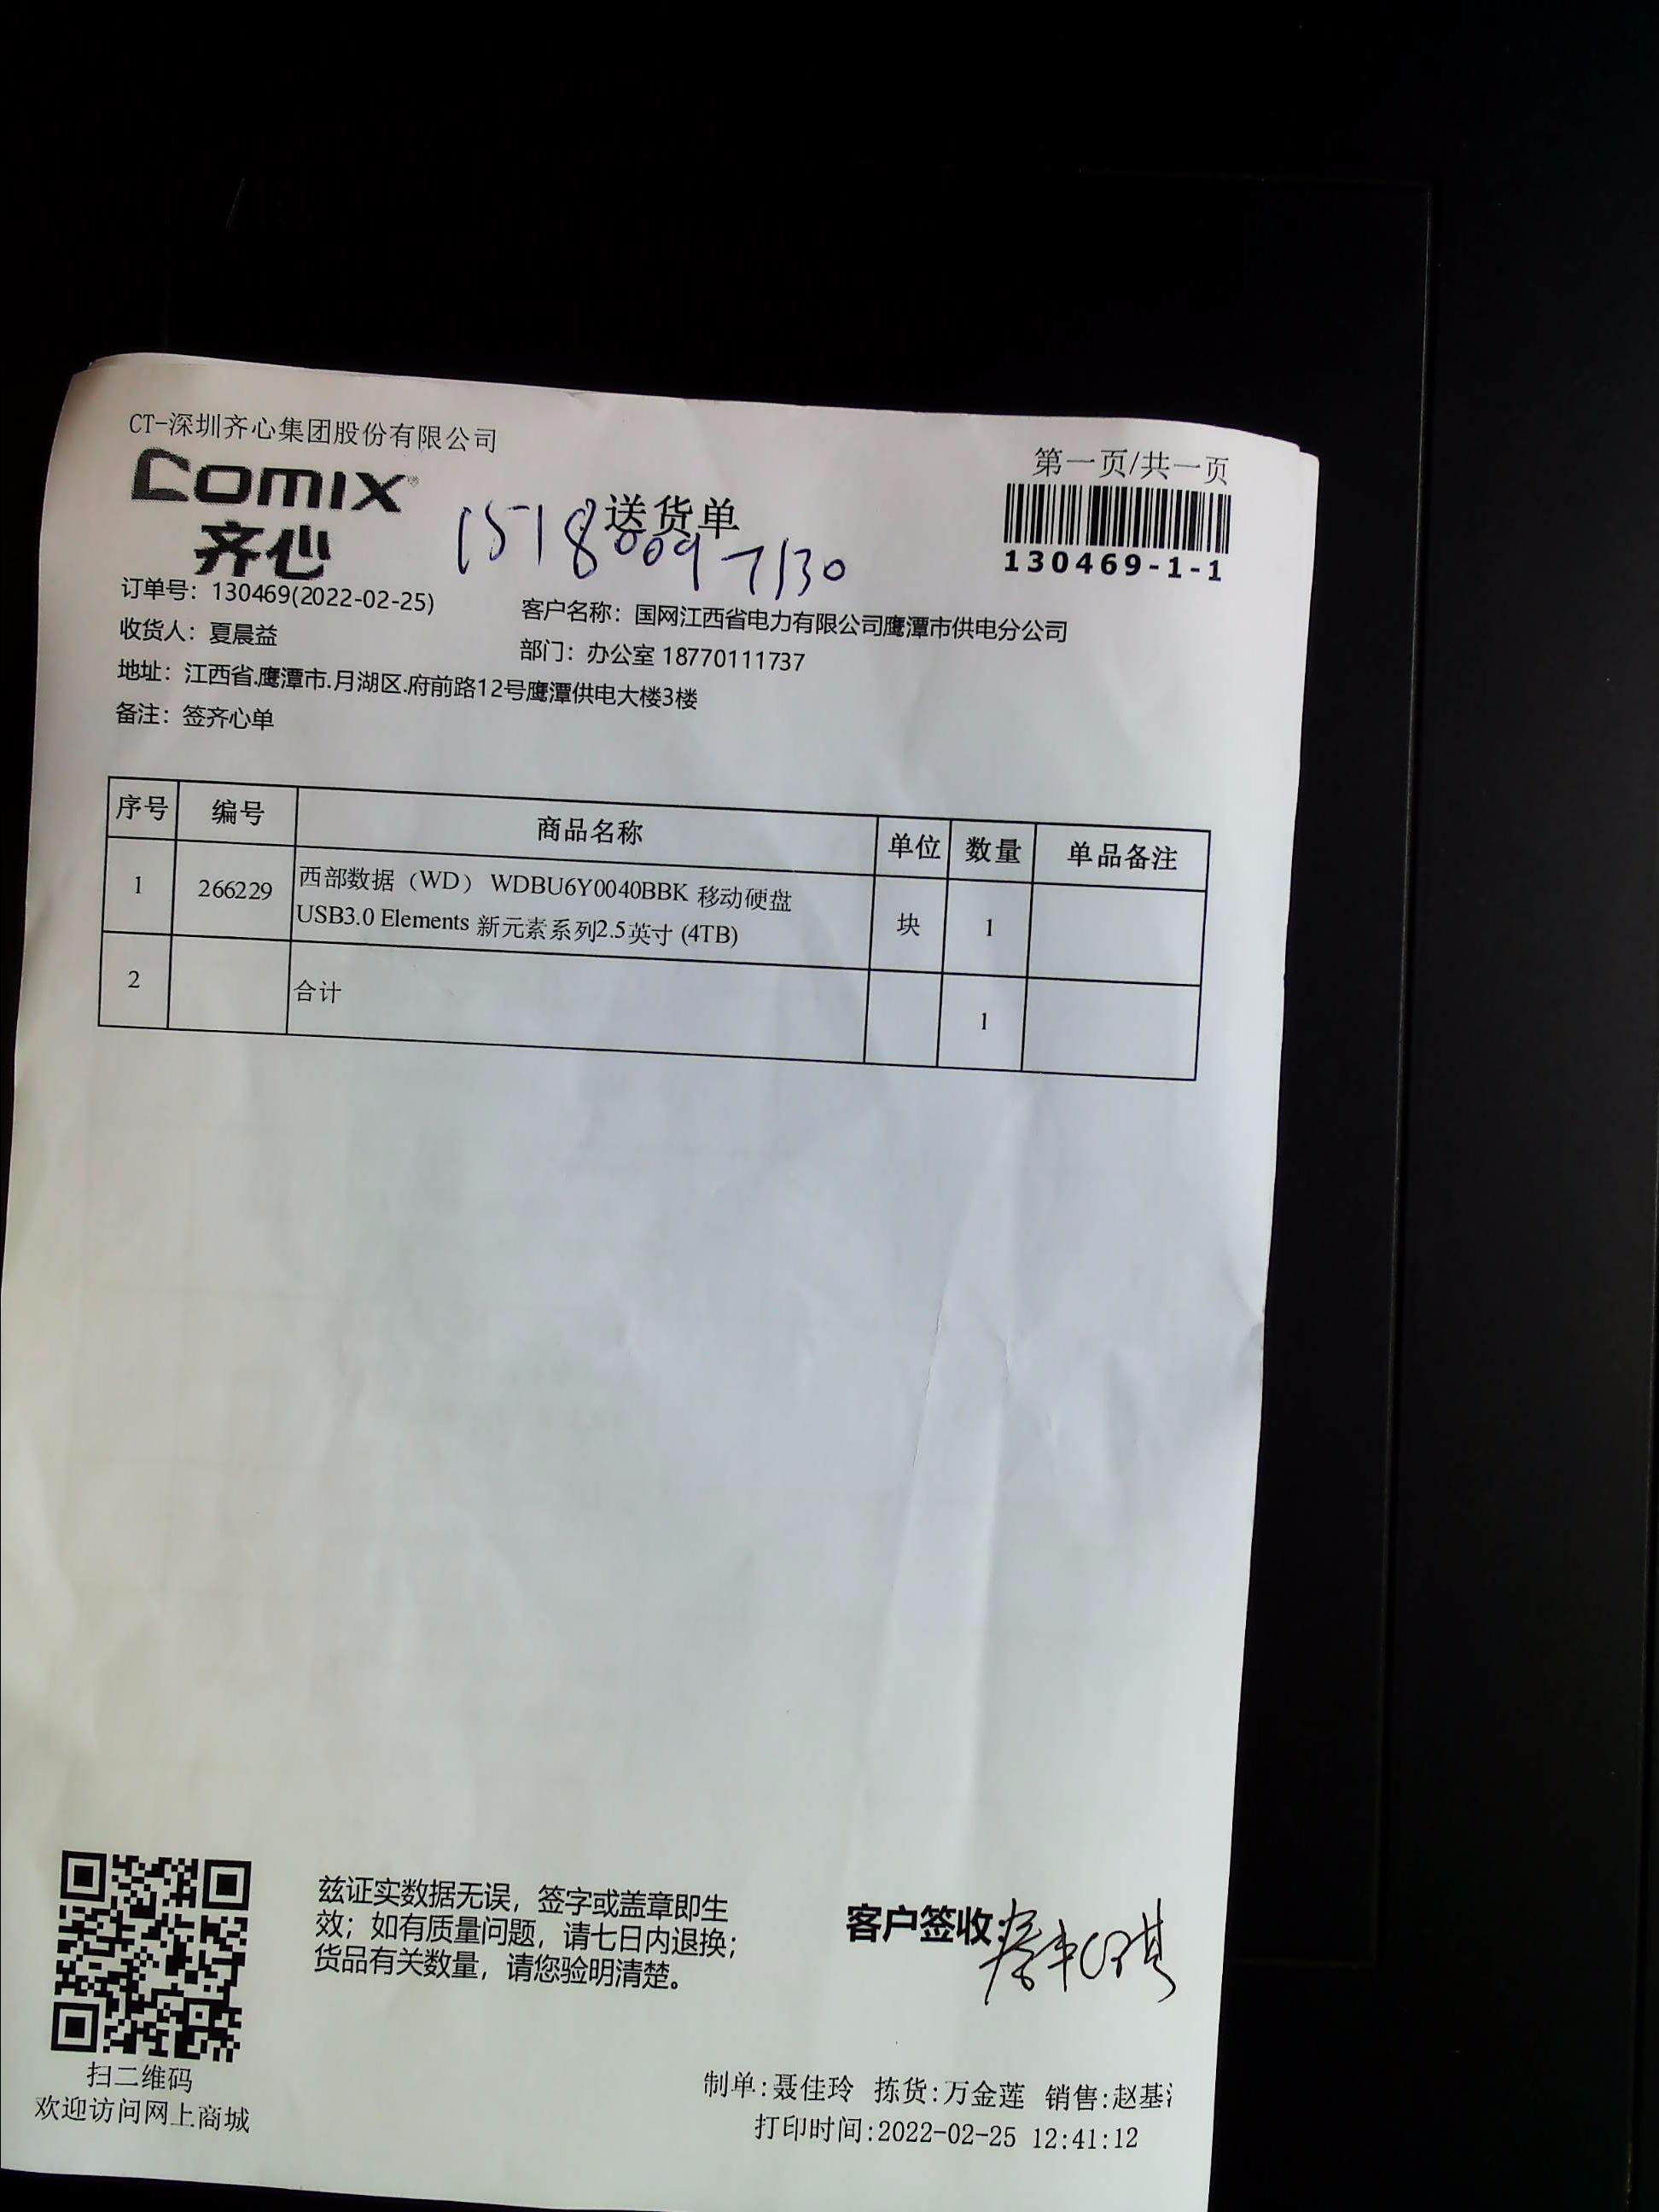 CT-深圳齐心集团股份有限公司
comix®
齐心
第一页/共一页
送货单
15180097130
130469-1-1
订单号：130469(2022-02-25)
客户名称：国网江西省电力有限公司鹰潭市供电分公司
收货人：夏晨益
部门：办公室 18770111737
地址：江西省.鹰潭市.月湖区.府前路12号鹰潭供电大楼3楼
备注：签齐心单
序号 编号 商品名称 单位 数量 单品备注
1 266229 西部数据（WD） WDBU6Y0040BBK 移动硬盘 块 1
USB3.0 Elements 新元素系列2.5英寸 (4TB)
2 合计 1
兹证实数据无误，签字或盖章即生
效；如有质量问题，请七日内退换；
货品有关数量，请您验明清楚。
客户签收:
扫二维码
欢迎访问网上商城
制单:聂佳玲 拣货:万金莲 销售:赵基
打印时间:2022-02-25 12:41:12